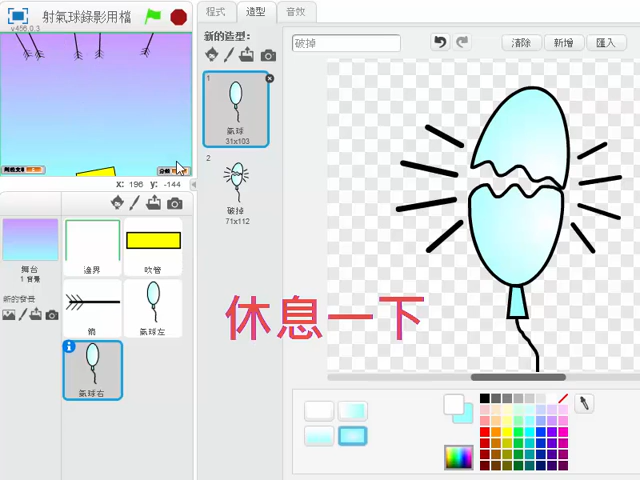 程式 造型 音效
射氣球錄影用檔
v456.0.3
新的造型:
破掉 清除 新增 匯入
1
氣球
31x103
2
破掉
71x112
x: 196 y: -144
舞台
1 背景
新的背景
邊界
吹管
箭
氣球左
氣球右
休息一下